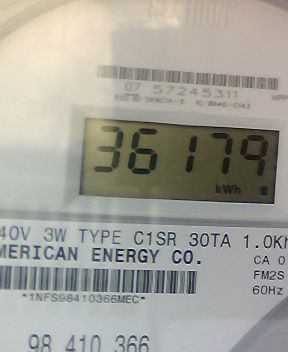 07 57245311
36179
kWh
40V 3W TYPE C1SR 30TA 1.0Kh
MERICAN ENERGY CO.
CA 0
FM2S
60Hz
*1NFS98410366MEC*
98 410 366